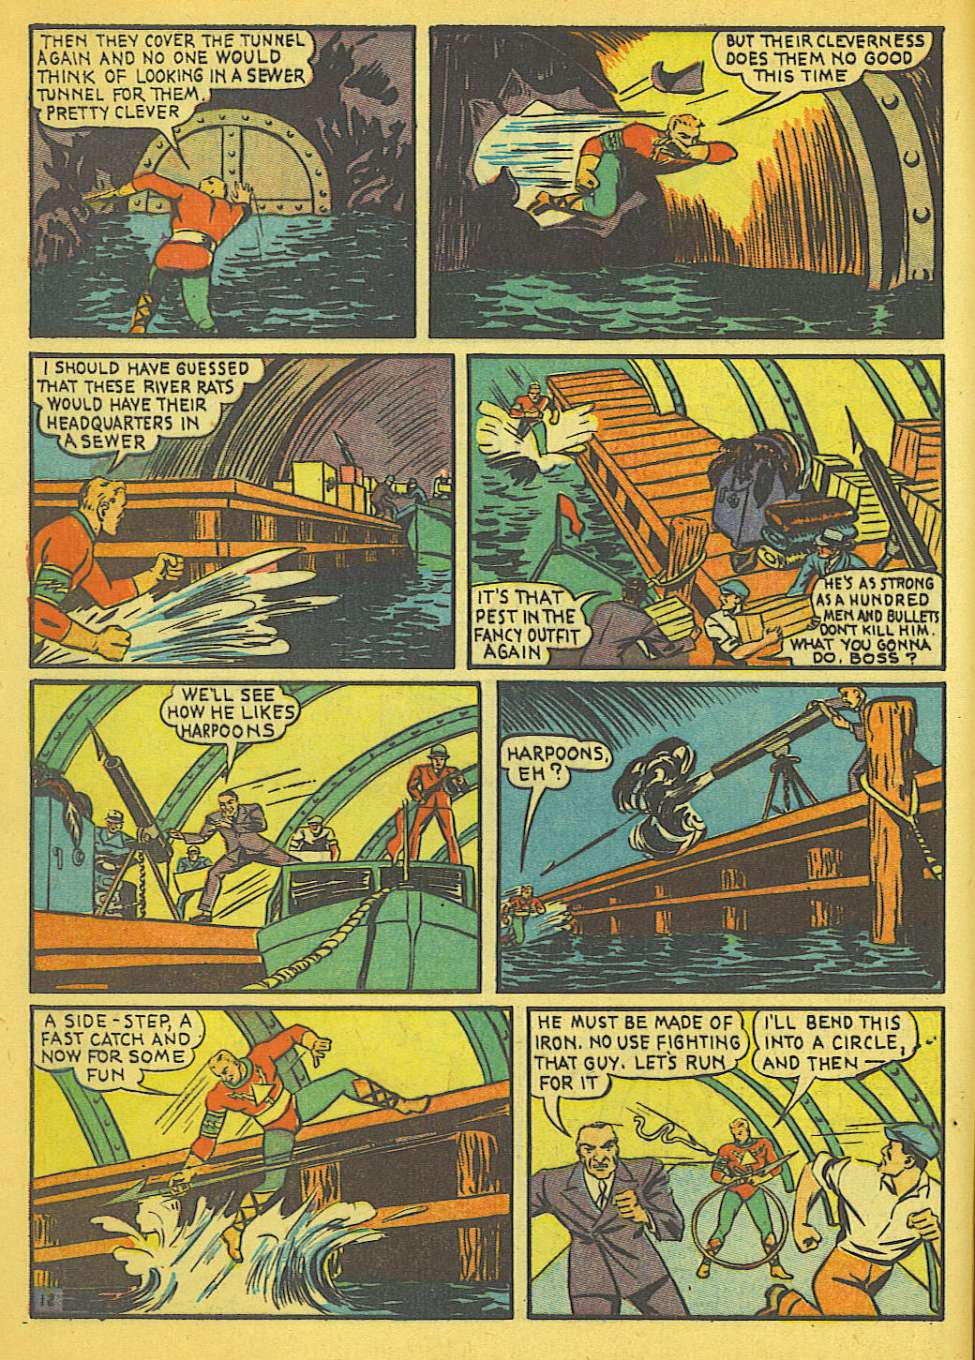 THEN THEY COVER THE TUNNEL
AGAIN AND NO ONE WOULD
THINK OF LOOKING IN A SEWER
TUNNEL FOR THEM.
PRETTY CLEVER
BUT THEIR CLEVERNESS
DOES THEM NO GOOD
THIS TIME
I SHOULD HAVE GUESSED
THAT THESE RIVER RATS
WOULD HAVE THEIR
HEADQUARTERS IN
A SEWER
IT'S THAT
PEST IN THE
FANCY OUTFIT
AGAIN
HE'S AS STRONG
AS A HUNDRED
MEN AND BULLETS
DON'T KILL HIM.
WHAT YOU GONNA
DO, BOSS?
WE'LL SEE
HOW HE LIKES
HARPOONS
HARPOONS,
EH?
A SIDE-STEP, A
FAST CATCH AND
NOW FOR SOME
FUN
12
HE MUST BE MADE OF
IRON. NO USE FIGHTING
THAT GUY. LET'S RUN
FOR IT
I'LL BEND THIS
INTO A CIRCLE,
AND THEN —